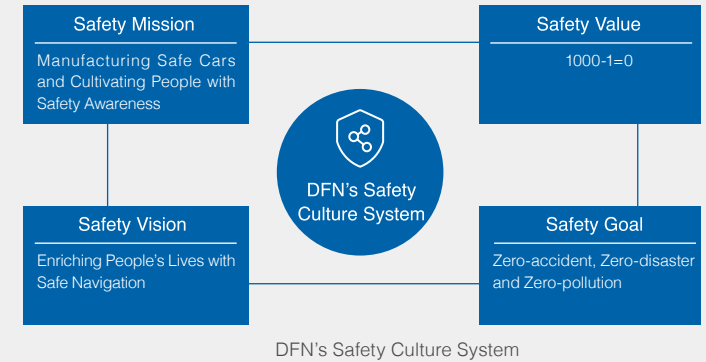 Safety Mission
Manufacturing Safe Cars
and Cultivating People with
Safety Awareness
Safety Value
1000-1=0
DFN's Safety
Culture System
Safety Vision
Enriching People's Lives with
Safe Navigation
Safety Goal
Zero-accident, Zero-disaster
and Zero-pollution
DFN's Safety Culture System